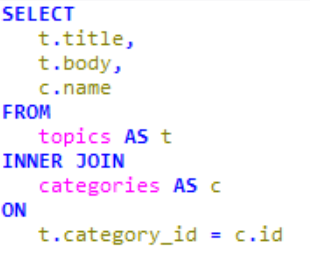 SELECT
   t.title,
   t.body,
   c.name
FROM
   topics AS t
INNER JOIN
   categories AS c
ON
   t.category_id = c.id